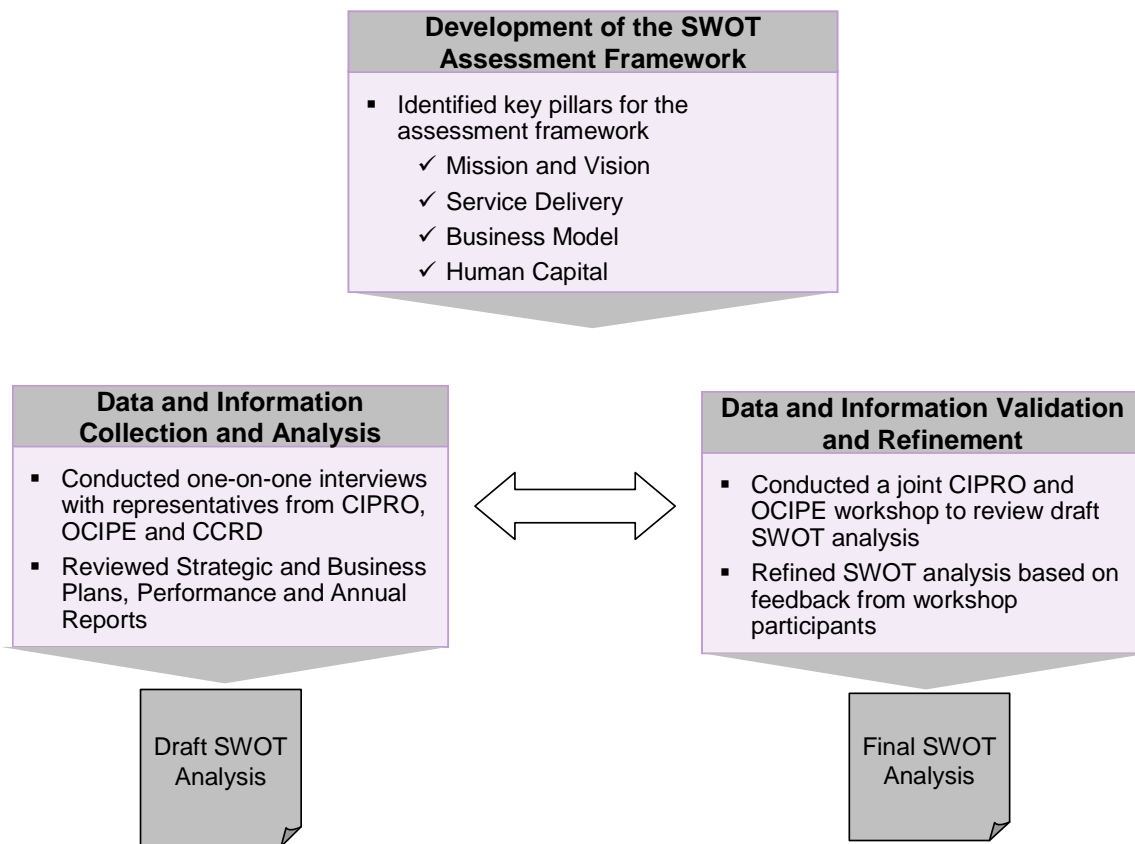 Development of the SWOT
Assessment Framework
▪ Identified key pillars for the
assessment framework
✓ Mission and Vision
✓ Service Delivery
✓ Business Model
✓ Human Capital
Data and Information
Collection and Analysis
▪ Conducted one-on-one interviews
with representatives from CIPRO,
OCIPE and CCRD
▪ Reviewed Strategic and Business
Plans, Performance and Annual
Reports
Draft SWOT
Analysis
Data and Information Validation
and Refinement
▪ Conducted a joint CIPRO and
OCIPE workshop to review draft
SWOT analysis
▪ Refined SWOT analysis based on
feedback from workshop
participants
Final SWOT
Analysis